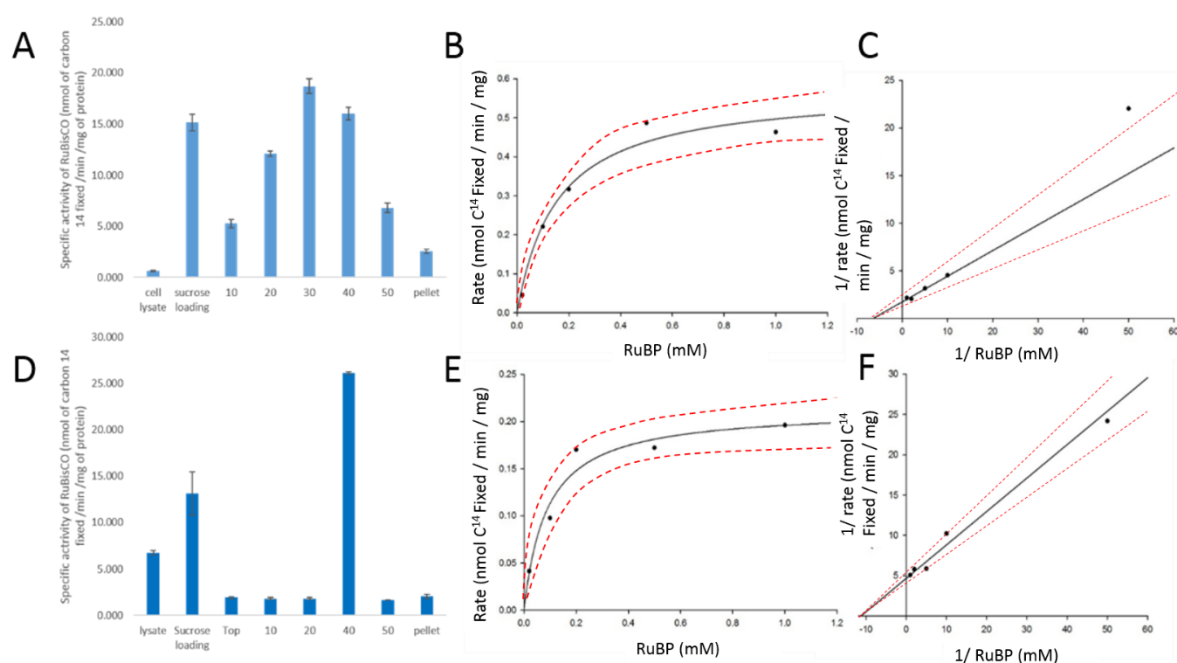 A
Specific actrivity of RuBisCO (nmol of carbon
14 fixed /min /mg of protein)
25.000
20.000
15.000
10.000
5.000
0.000
cell
lysate
sucrose
loading
10
20
30
40
50
pellet
B
Rate (nmol C14 Fixed / min / mg)
0.6
0.5
0.4
0.3
0.2
0.1
0.0
0.0
0.2
0.4
0.6
0.8
1.0
1.2
RuBP (mM)
C
1/ rate (nmol C14 Fixed /
min / mg)
25
20
15
10
5
-10
0
10
20
30
40
50
60
1/ RuBP (mM)
D
Specific actrivity of RuBisCO (nmol of carbon 14
fixed /min /mg of protein)
30.000
25.000
20.000
15.000
10.000
5.000
0.000
lysate
Sucrose
loading
Top
10
20
40
50
pellet
E
Rate (nmol C14 Fixed / min / mg)
0.25
0.20
0.15
0.10
0.05
0.00
0.0
0.2
0.4
0.6
0.8
1.0
1.2
RuBP (mM)
F
1/ rate (nmol C14
Fixed / min / mg)
30
25
20
15
10
5
-10
0
10
20
30
40
50
60
1/ RuBP (mM)